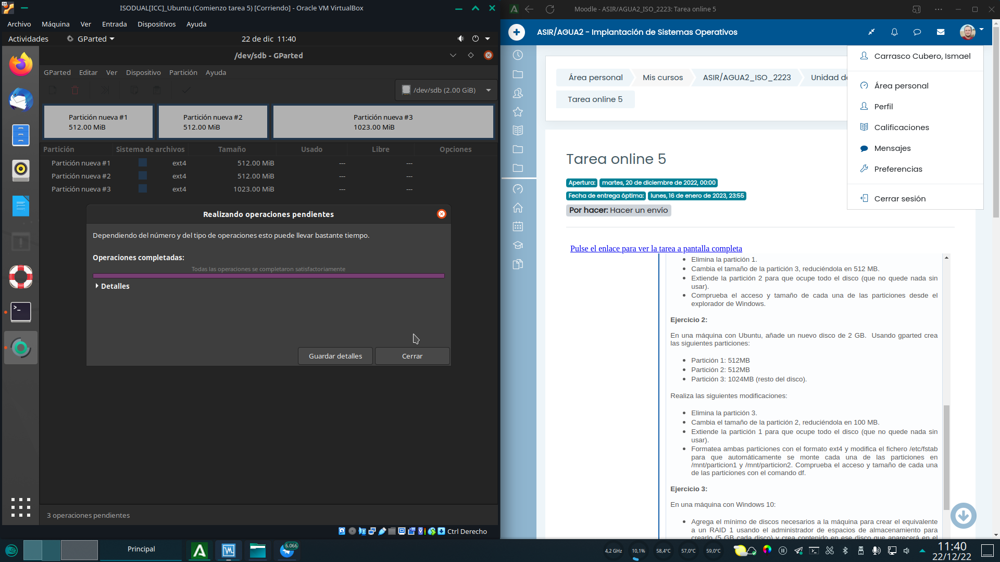 ISODUAL[ICC]_Ubuntu (Comienzo tarea 5) [Corriendo] - Oracle VM VirtualBox
Archivo Máquina Ver Entrada Dispositivos Ayuda
Actividades GParted 22 de dic 11:40
/dev/sdb - GParted
GParted Editar Ver Dispositivo Partición Ayuda
/dev/sdb (2.00 GiB)
Partición nueva #1
512.00 MiB
Partición nueva #2
512.00 MiB
Partición nueva #3
1023.00 MiB
Partición Sistema de archivos Tamaño Usado Libre Opciones
Partición nueva #1 ext4 512.00 MiB --- ---
Partición nueva #2 ext4 512.00 MiB --- ---
Partición nueva #3 ext4 1023.00 MiB --- ---
Realizando operaciones pendientes
Dependiendo del número y del tipo de operaciones esto puede llevar bastante tiempo.
Operaciones completadas:
Todas las operaciones se completaron satisfactoriamente
Detalles
Guardar detalles Cerrar
3 operaciones pendientes
Ctrl Derecho
Moodle - ASIR/AGUA2_ISO_2223: Tarea online 5
ASIR/AGUA2 - Implantación de Sistemas Operativos
Área personal Mis cursos ASIR/AGUA2_ISO_2223 Unidad de
Tarea online 5
Carrasco Cubero, Ismael
Área personal
Perfil
Calificaciones
Mensajes
Preferencias
Cerrar sesión
Tarea online 5
Apertura: martes, 20 de diciembre de 2022, 00:00
Fecha de entrega óptima: lunes, 16 de enero de 2023, 23:55
Por hacer: Hacer un envío
Pulse el enlace para ver la tarea a pantalla completa
Elimina la partición 1.
Cambia el tamaño de la partición 3, reduciéndola en 512 MB.
Extiende la partición 2 para que ocupe todo el disco (que no quede nada sin
usar).
Comprueba el acceso y tamaño de cada una de las particiones desde el
explorador de Windows.
Ejercicio 2:
En una máquina con Ubuntu, añade un nuevo disco de 2 GB. Usando gparted crea
las siguientes particiones:
Partición 1: 512MB
Partición 2: 512MB
Partición 3: 1024MB (resto del disco).
Realiza las siguientes modificaciones:
Elimina la partición 3.
Cambia el tamaño de la partición 2, reduciéndola en 100 MB.
Extiende la partición 1 para que ocupe todo el disco (que no quede nada sin
usar).
Formatea ambas particiones con el formato ext4 y modifica el fichero /etc/fstab
para que automáticamente se monte cada una de las particiones en
/mnt/particion1 y /mnt/particion2. Comprueba el acceso y tamaño de cada una
de las particiones con el comando df.
Ejercicio 3:
En una máquina con Windows 10:
Agrega el mínimo de discos necesarios a la máquina para crear el equivalente
a un RAID 1 usando el administrador de espacios de almacenamiento para
crearlo (5 GB cada disco) y crea contenido en ese disco que aparecerá en el
Principal
6.066
4,2 GHz 10,1% 58,4°C 57,0°C 59,0°C
11:40
22/12/22